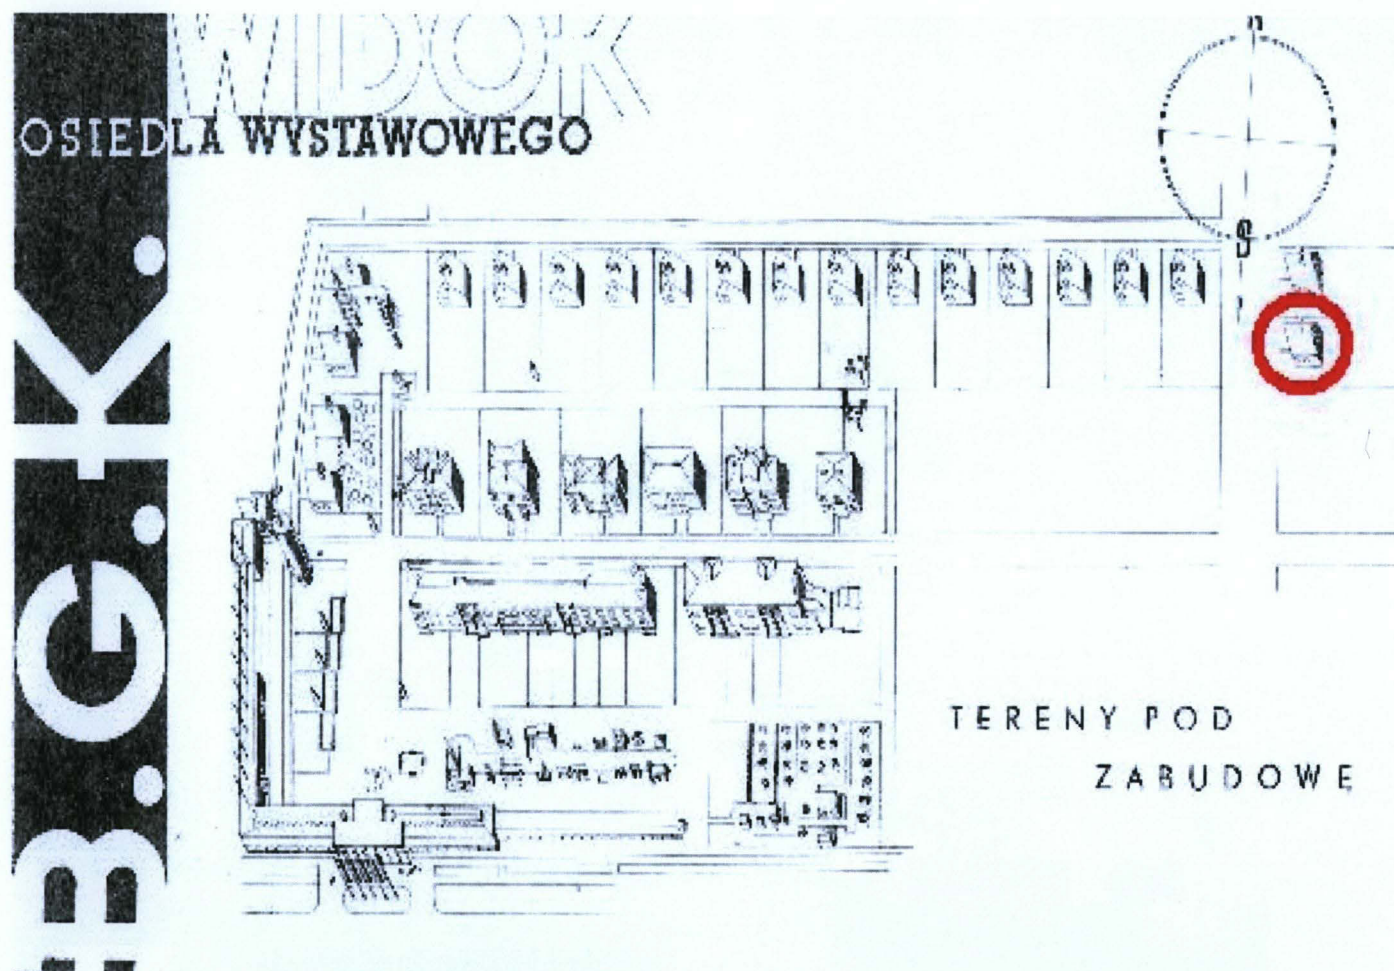 WIDOK
OSIEDLA WYSTAWOWEGO
B.G.K.
S
TERENY POD
ZABUDOWE